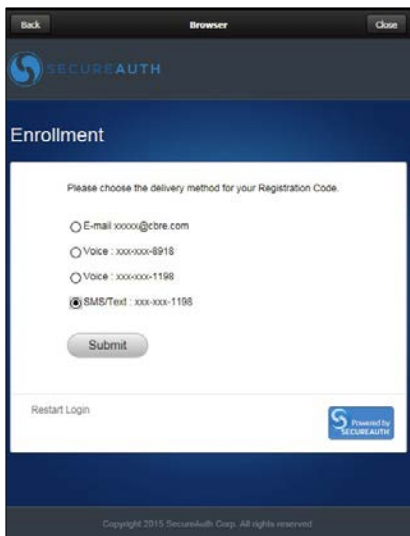 Back Browser Close
SECUREAUTH
Enrollment
Please choose the delivery method for your Registration Code.
E-mail xxxxx@cbre.com
Voice : xxx-xxx-8918
Voice : xxx-xxx-1198
SMS/Text : xxx-xxx-1198
Submit
Restart Login
Powered by
SECUREAUTH
Copyright 2015 SecureAuth Corp. All rights reserved.